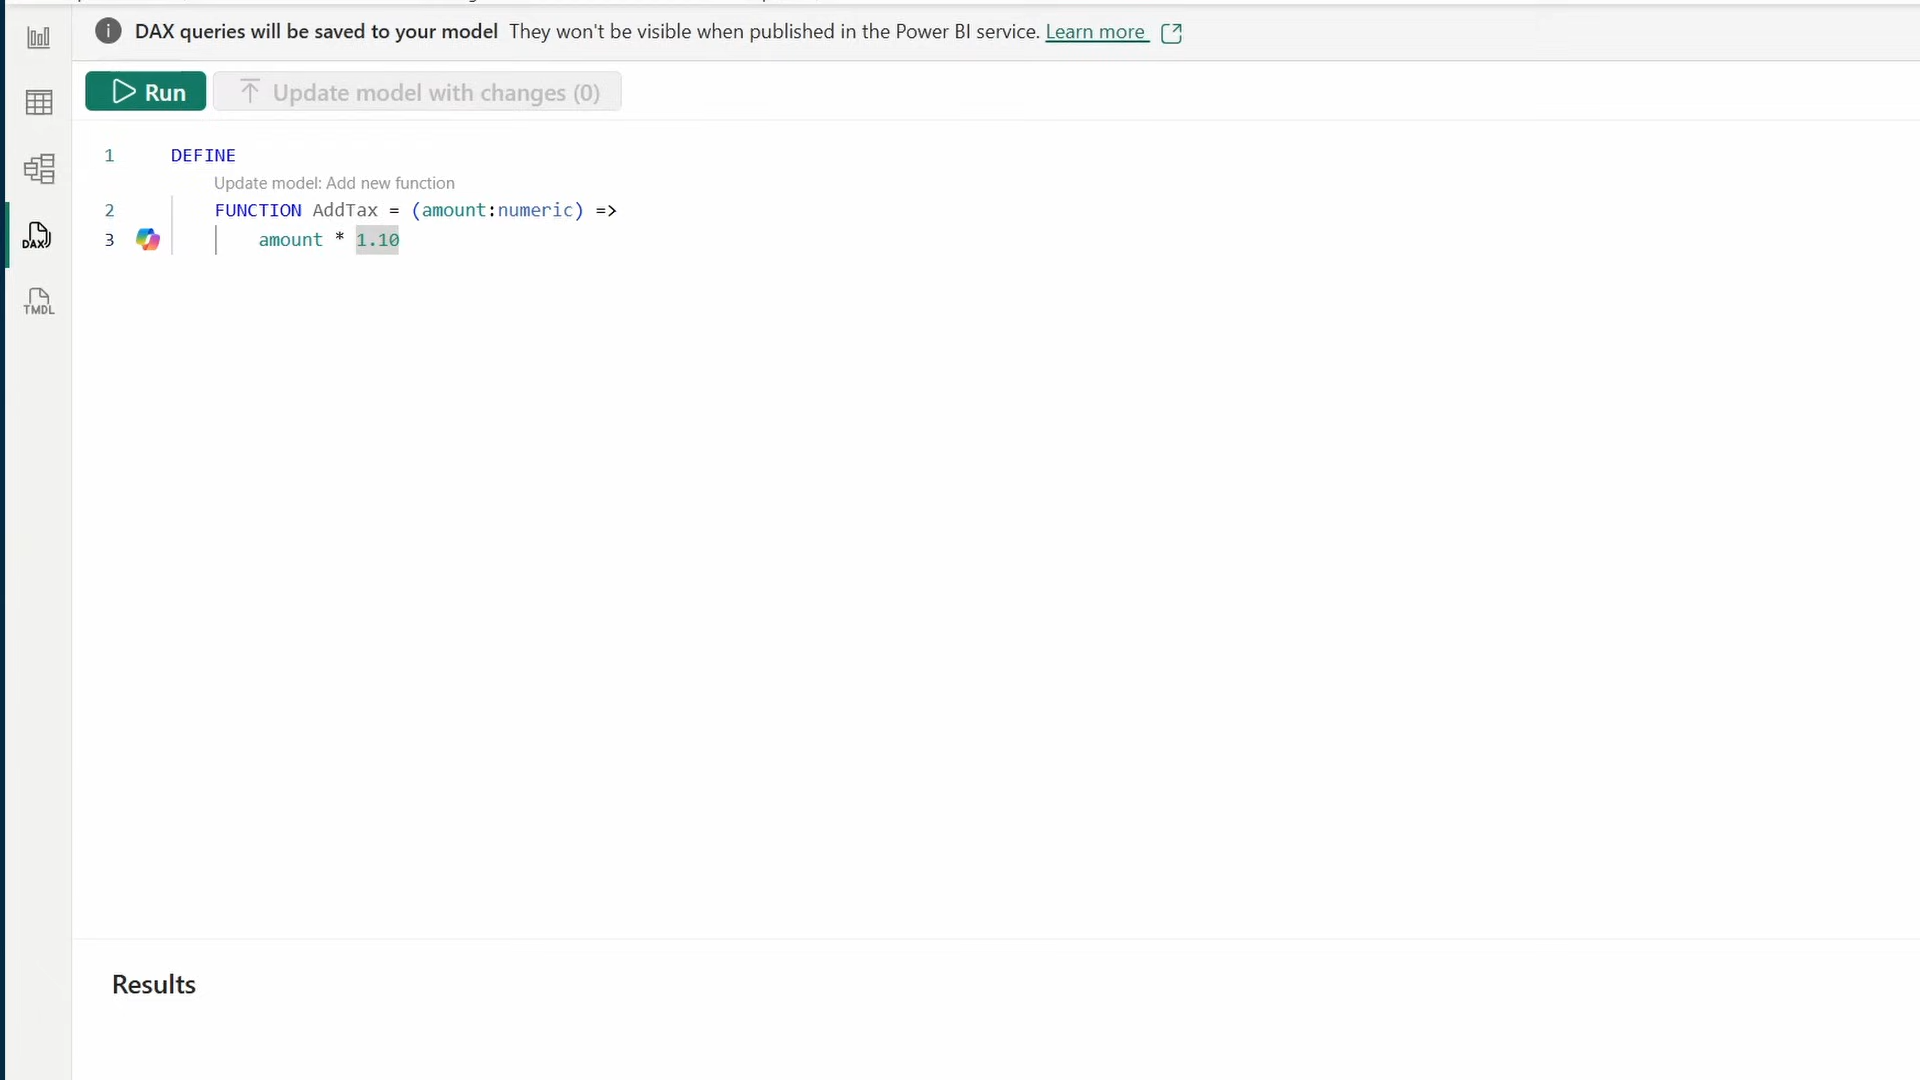 DAX queries will be saved to your model They won't be visible when published in the Power BI service. Learn more
Run Update model with changes (0)
1 DEFINE
Update model: Add new function
2 FUNCTION AddTax = (amount:numeric) =>
3 amount * 1.10
DAX
TMDL
Results